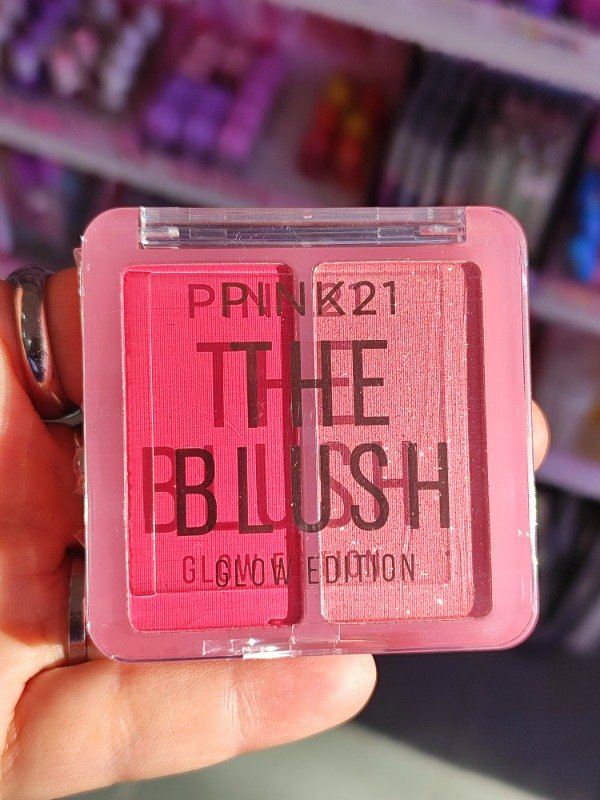 PINK21
THE
BLUSH
GLOW EDITION